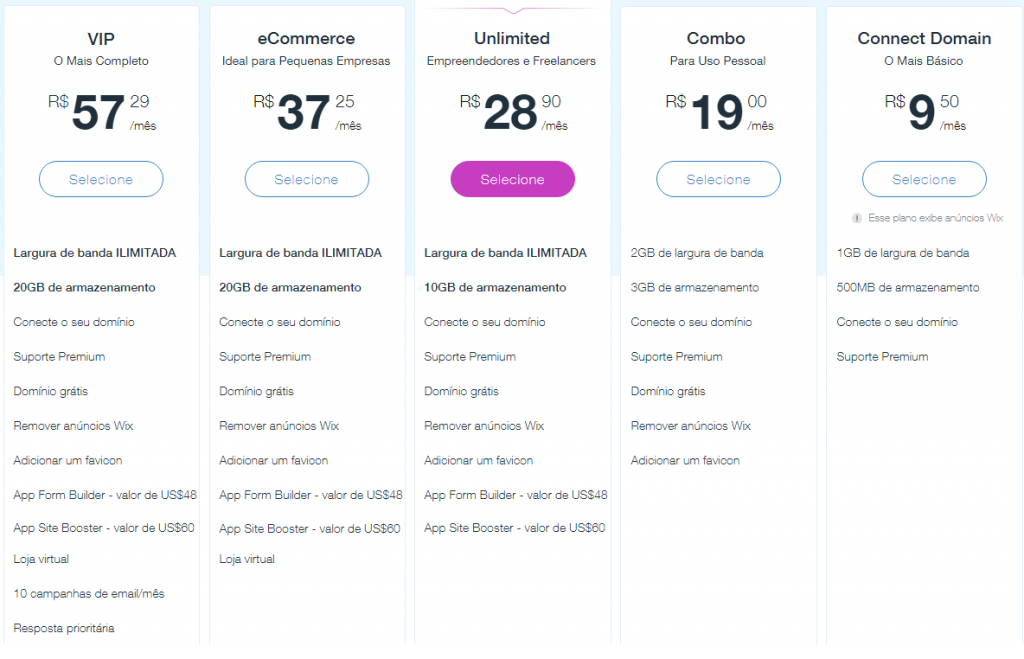 VIP
O Mais Completo
R$ 57 29 /mês
Selecione
Largura de banda ILIMITADA
20GB de armazenamento
Conecte o seu domínio
Suporte Premium
Domínio grátis
Remover anúncios Wix
Adicionar um favicon
App Form Builder - valor de US$48
App Site Booster - valor de US$60
Loja virtual
10 campanhas de email/mês
Resposta prioritária
eCommerce
Ideal para Pequenas Empresas
R$ 37 25 /mês
Selecione
Largura de banda ILIMITADA
20GB de armazenamento
Conecte o seu domínio
Suporte Premium
Domínio grátis
Remover anúncios Wix
Adicionar um favicon
App Form Builder - valor de US$48
App Site Booster - valor de US$60
Loja virtual
Unlimited
Empreendedores e Freelancers
R$ 28 90 /mês
Selecione
Largura de banda ILIMITADA
10GB de armazenamento
Conecte o seu domínio
Suporte Premium
Domínio grátis
Remover anúncios Wix
Adicionar um favicon
App Form Builder - valor de US$48
App Site Booster - valor de US$60
Combo
Para Uso Pessoal
R$ 19 00 /mês
Selecione
2GB de largura de banda
3GB de armazenamento
Conecte o seu domínio
Suporte Premium
Domínio grátis
Remover anúncios Wix
Adicionar um favicon
Connect Domain
O Mais Básico
R$ 9 50 /mês
Selecione
! Esse plano exibe anúncios Wix
1GB de largura de banda
500MB de armazenamento
Conecte o seu domínio
Suporte Premium